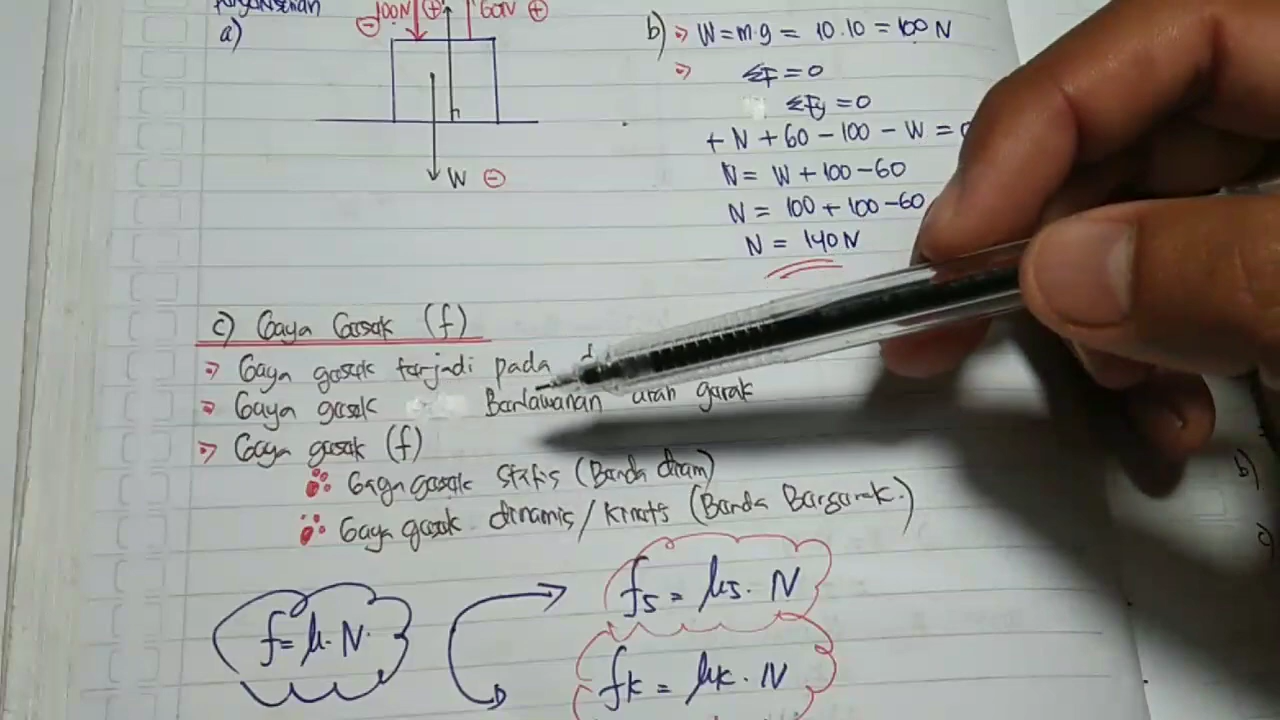 a)
⊖ 100N ⊕ 60N ⊕
W ⊖
b) → W = m.g = 10.10 = 100 N
→ ΣF = 0
ΣFy = 0
+ N + 60 - 100 - W = 0
N = W + 100 - 60
N = 100 + 100 - 60
N = 140 N
c) Gaya Gesek (f)
→ Gaya gesek terjadi pada
→ Gaya gesek Berlawanan arah gerak
→ Gaya gesek (f)
Gaya gesek statis (Benda diam)
Gaya gesek dinamis/kinetis (Benda Bergerak.)
f = μ. N.
fs = μs. N
fk = μk. N
b)